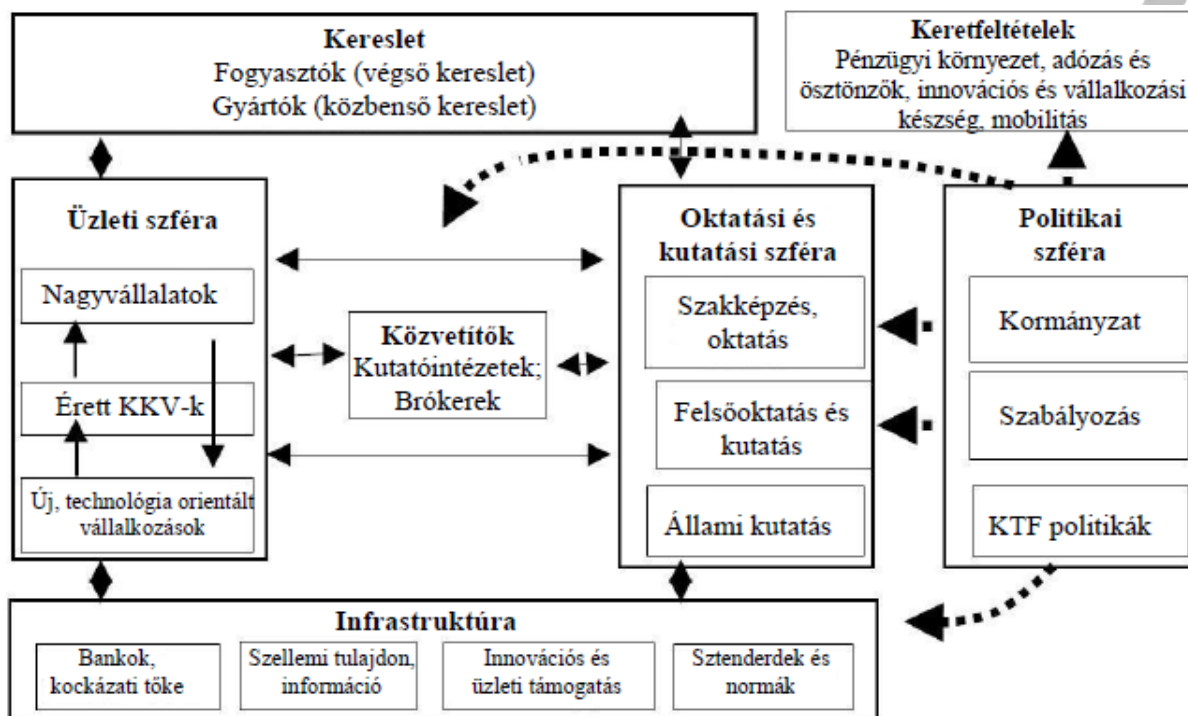 Kereslet
Fogyasztók (végső kereslet)
Gyártók (közbenső kereslet)
Keretfeltételek
Pénzügyi környezet, adózás és
ösztönzők, innovációs és vállalkozási
készség, mobilitás
Üzleti szféra
Nagyvállalatok
Érett KKV-k
Új, technológia orientált
vállalkozások
Közvetítők
Kutatóintézetek;
Brókerek
Oktatási és
kutatási szféra
Szakképzés,
oktatás
Felsőoktatás és
kutatás
Állami kutatás
Politikai
szféra
Kormányzat
Szabályozás
KTF politikák
Infrastruktúra
Bankok,
kockázati tőke
Szellemi tulajdon,
információ
Innovációs és
üzleti támogatás
Sztenderdek és
normák